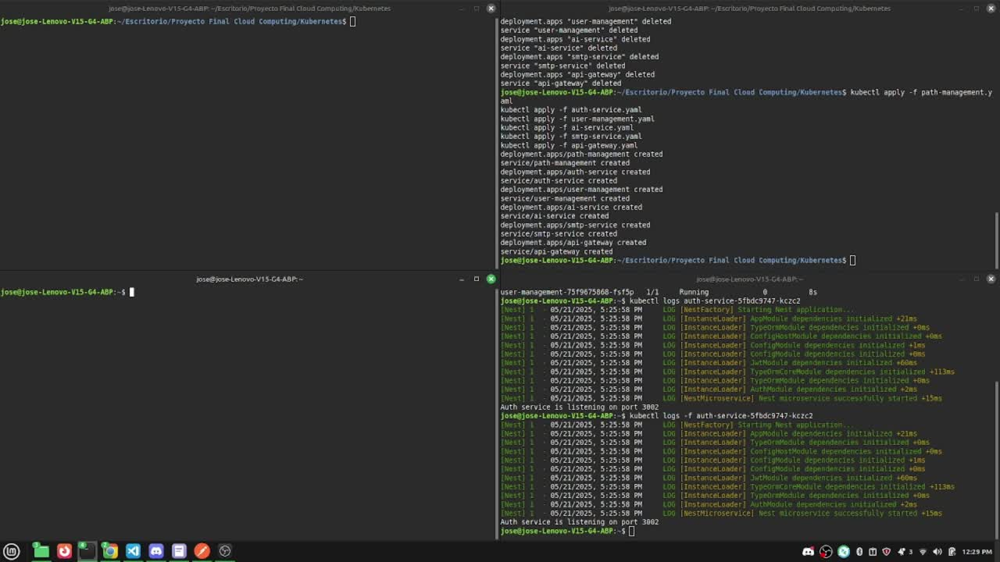 jose@jose-Lenovo-V15-G4-ABP: ~/Escritorio/Proyecto Final Cloud Computing/Kubernetes
jose@jose-Lenovo-V15-G4-ABP:~/Escritorio/Proyecto Final Cloud Computing/Kubernetes$
jose@jose-Lenovo-V15-G4-ABP: ~/Escritorio/Proyecto Final Cloud Computing/Kubernetes
deployment.apps "user-management" deleted
service "user-management" deleted
deployment.apps "ai-service" deleted
service "ai-service" deleted
deployment.apps "smtp-service" deleted
service "smtp-service" deleted
deployment.apps "api-gateway" deleted
service "api-gateway" deleted
jose@jose-Lenovo-V15-G4-ABP:~/Escritorio/Proyecto Final Cloud Computing/Kubernetes$ kubectl apply -f path-management.y
aml
kubectl apply -f auth-service.yaml
kubectl apply -f user-management.yaml
kubectl apply -f ai-service.yaml
kubectl apply -f smtp-service.yaml
kubectl apply -f api-gateway.yaml
deployment.apps/path-management created
service/path-management created
deployment.apps/auth-service created
service/auth-service created
deployment.apps/user-management created
service/user-management created
deployment.apps/ai-service created
service/ai-service created
deployment.apps/smtp-service created
service/smtp-service created
deployment.apps/api-gateway created
service/api-gateway created
jose@jose-Lenovo-V15-G4-ABP:~/Escritorio/Proyecto Final Cloud Computing/Kubernetes$
jose@jose-Lenovo-V15-G4-ABP: ~
jose@jose-Lenovo-V15-G4-ABP:~$
jose@jose-Lenovo-V15-G4-ABP: ~
user-management-75f9675868-fsf5p 1/1 Running 0 8s
jose@jose-Lenovo-V15-G4-ABP:~$ kubectl logs auth-service-5fbdc9747-kczc2
[Nest] 1 - 05/21/2025, 5:25:58 PM LOG [NestFactory] Starting Nest application...
[Nest] 1 - 05/21/2025, 5:25:58 PM LOG [InstanceLoader] AppModule dependencies initialized +21ms
[Nest] 1 - 05/21/2025, 5:25:58 PM LOG [InstanceLoader] TypeOrmModule dependencies initialized +0ms
[Nest] 1 - 05/21/2025, 5:25:58 PM LOG [InstanceLoader] ConfigHostModule dependencies initialized +0ms
[Nest] 1 - 05/21/2025, 5:25:58 PM LOG [InstanceLoader] ConfigModule dependencies initialized +1ms
[Nest] 1 - 05/21/2025, 5:25:58 PM LOG [InstanceLoader] ConfigModule dependencies initialized +0ms
[Nest] 1 - 05/21/2025, 5:25:58 PM LOG [InstanceLoader] JwtModule dependencies initialized +60ms
[Nest] 1 - 05/21/2025, 5:25:58 PM LOG [InstanceLoader] TypeOrmCoreModule dependencies initialized +113ms
[Nest] 1 - 05/21/2025, 5:25:58 PM LOG [InstanceLoader] TypeOrmModule dependencies initialized +0ms
[Nest] 1 - 05/21/2025, 5:25:58 PM LOG [InstanceLoader] AuthModule dependencies initialized +2ms
[Nest] 1 - 05/21/2025, 5:25:58 PM LOG [NestMicroservice] Nest microservice successfully started +15ms
Auth service is listening on port 3002
jose@jose-Lenovo-V15-G4-ABP:~$ kubectl logs -f auth-service-5fbdc9747-kczc2
[Nest] 1 - 05/21/2025, 5:25:58 PM LOG [NestFactory] Starting Nest application...
[Nest] 1 - 05/21/2025, 5:25:58 PM LOG [InstanceLoader] AppModule dependencies initialized +21ms
[Nest] 1 - 05/21/2025, 5:25:58 PM LOG [InstanceLoader] TypeOrmModule dependencies initialized +0ms
[Nest] 1 - 05/21/2025, 5:25:58 PM LOG [InstanceLoader] ConfigHostModule dependencies initialized +0ms
[Nest] 1 - 05/21/2025, 5:25:58 PM LOG [InstanceLoader] ConfigModule dependencies initialized +1ms
[Nest] 1 - 05/21/2025, 5:25:58 PM LOG [InstanceLoader] ConfigModule dependencies initialized +0ms
[Nest] 1 - 05/21/2025, 5:25:58 PM LOG [InstanceLoader] JwtModule dependencies initialized +60ms
[Nest] 1 - 05/21/2025, 5:25:58 PM LOG [InstanceLoader] TypeOrmCoreModule dependencies initialized +113ms
[Nest] 1 - 05/21/2025, 5:25:58 PM LOG [InstanceLoader] TypeOrmModule dependencies initialized +0ms
[Nest] 1 - 05/21/2025, 5:25:58 PM LOG [InstanceLoader] AuthModule dependencies initialized +2ms
[Nest] 1 - 05/21/2025, 5:25:58 PM LOG [NestMicroservice] Nest microservice successfully started +15ms
Auth service is listening on port 3002
jose@jose-Lenovo-V15-G4-ABP:~$
3 4 2 3 12:29 PM